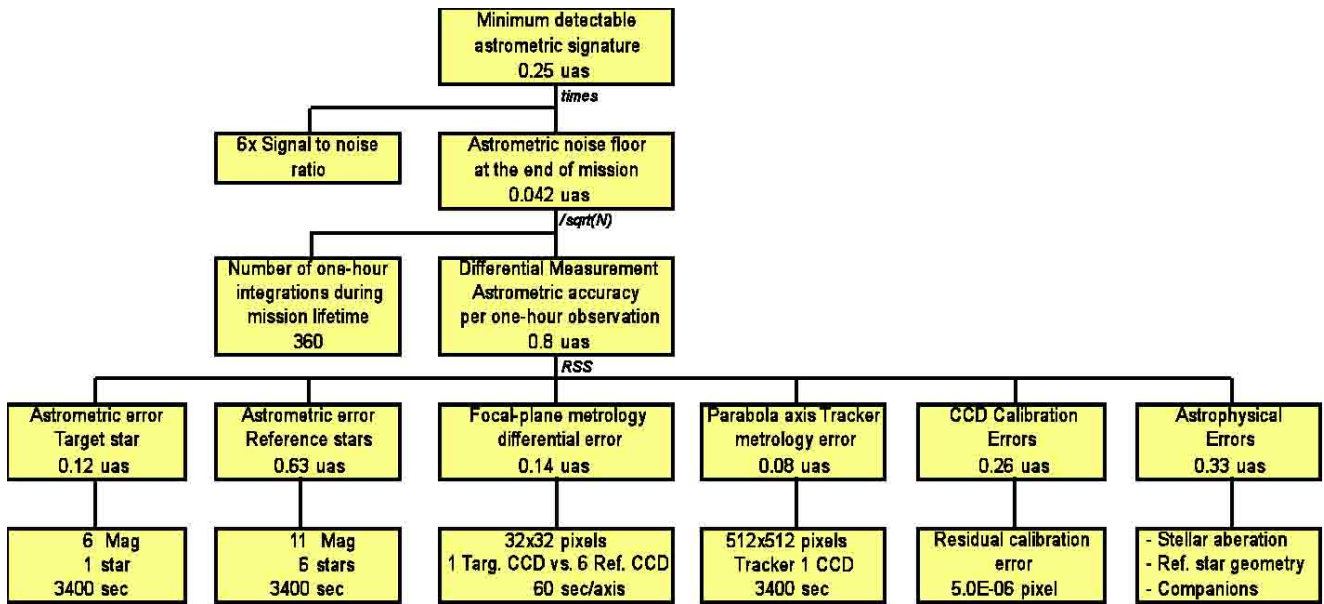 Minimum detectable
astrometric signature
0.25 uas
times
6x Signal to noise
ratio
Astrometric noise floor
at the end of mission
0.042 uas
/sqrt(N)
Number of one-hour
integrations during
mission lifetime
360
Differential Measurement
Astrometric accuracy
per one-hour observation
0.8 uas
RSS
Astrometric error
Target star
0.12 uas
Astrometric error
Reference stars
0.63 uas
Focal-plane metrology
differential error
0.14 uas
Parabola axis Tracker
metrology error
0.08 uas
CCD Calibration
Errors
0.26 uas
Astrophysical
Errors
0.33 uas
6 Mag
1 star
3400 sec
11 Mag
6 stars
3400 sec
32x32 pixels
1 Targ. CCD vs. 6 Ref. CCD
60 sec/axis
512x512 pixels
Tracker 1 CCD
3400 sec
Residual calibration
error
5.0E-06 pixel
- Stellar aberation
- Ref. star geometry
- Companions